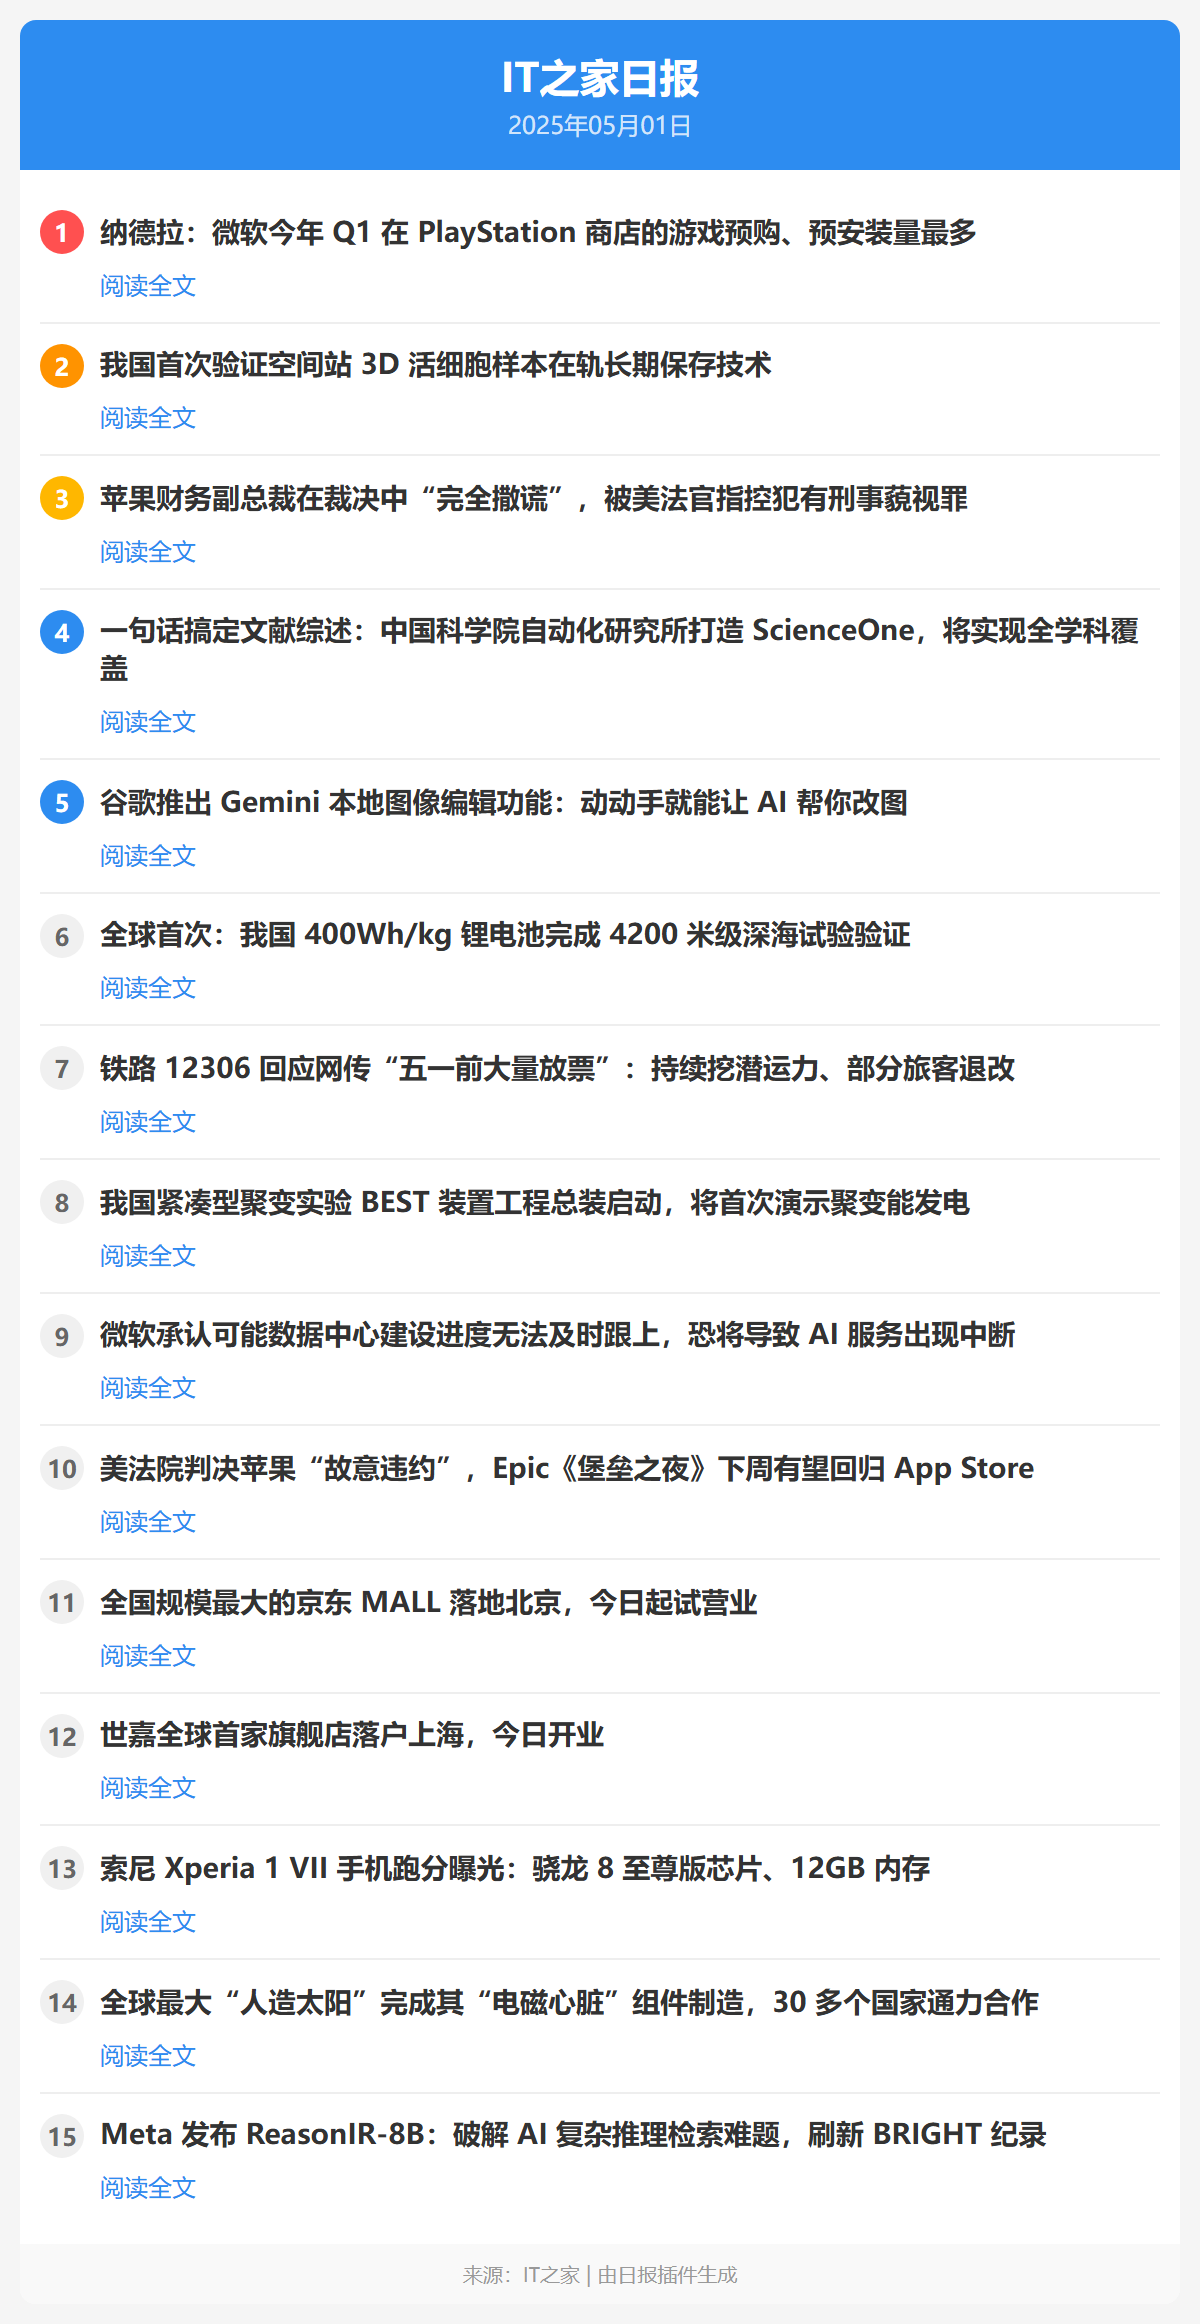 IT之家日报
2025年05月01日
1
纳德拉：微软今年 Q1 在 PlayStation 商店的游戏预购、预安装量最多
阅读全文
2
我国首次验证空间站 3D 活细胞样本在轨长期保存技术
阅读全文
3
苹果财务副总裁在裁决中“完全撒谎”，被美法官指控犯有刑事藐视罪
阅读全文
4
一句话搞定文献综述：中国科学院自动化研究所打造 ScienceOne，将实现全学科覆
盖
阅读全文
5
谷歌推出 Gemini 本地图像编辑功能：动动手就能让 AI 帮你改图
阅读全文
6
全球首次：我国 400Wh/kg 锂电池完成 4200 米级深海试验验证
阅读全文
7
铁路 12306 回应网传“五一前大量放票”：持续挖潜运力、部分旅客退改
阅读全文
8
我国紧凑型聚变实验 BEST 装置工程总装启动，将首次演示聚变能发电
阅读全文
9
微软承认可能数据中心建设进度无法及时跟上，恐将导致 AI 服务出现中断
阅读全文
10
美法院判决苹果“故意违约”，Epic《堡垒之夜》下周有望回归 App Store
阅读全文
11
全国规模最大的京东 MALL 落地北京，今日起试营业
阅读全文
12
世嘉全球首家旗舰店落户上海，今日开业
阅读全文
13
索尼 Xperia 1 VII 手机跑分曝光：骁龙 8 至尊版芯片、12GB 内存
阅读全文
14
全球最大“人造太阳”完成其“电磁心脏”组件制造，30 多个国家通力合作
阅读全文
15
Meta 发布 ReasonIR-8B：破解 AI 复杂推理检索难题，刷新 BRIGHT 纪录
阅读全文
来源：IT之家 | 由日报插件生成